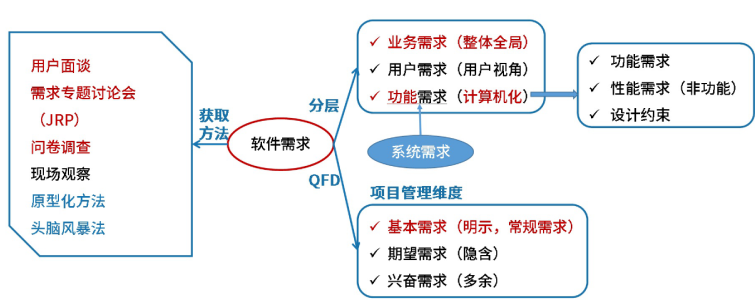 用户面谈
需求专题讨论会
（JRP）
问卷调查
现场观察
原型化方法
头脑风暴法
获取
方法
软件需求
分层
QFD
✓ 业务需求（整体全局）
✓ 用户需求（用户视角）
✓ 功能需求（计算机化）
系统需求
✓ 功能需求
✓ 性能需求（非功能）
✓ 设计约束
项目管理维度
✓ 基本需求（明示，常规需求）
✓ 期望需求（隐含）
✓ 兴奋需求（多余）